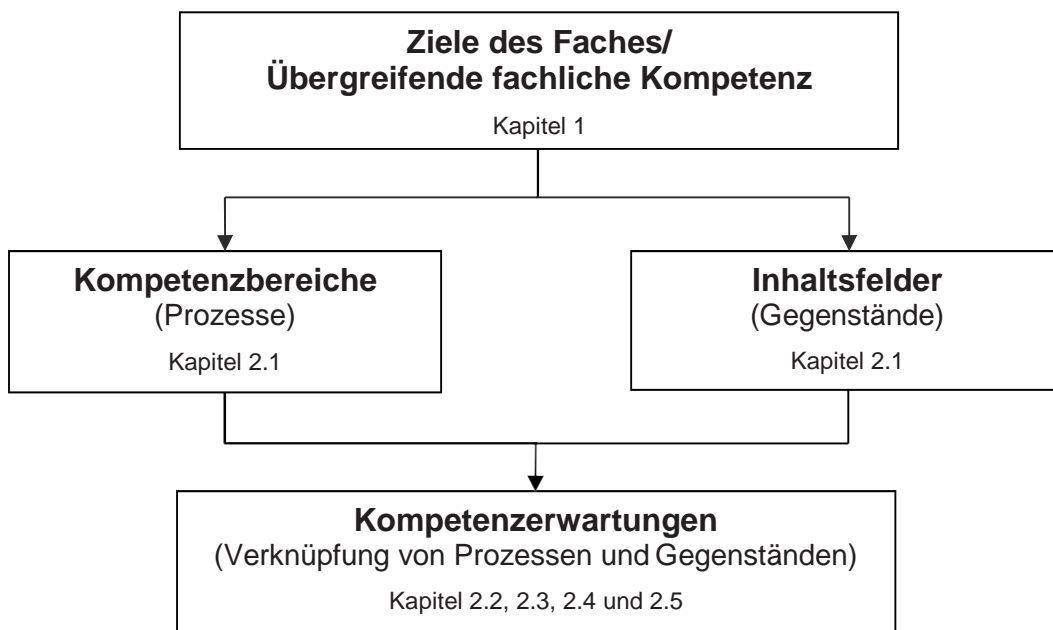 Ziele des Faches/
Übergreifende fachliche Kompetenz
Kapitel 1
Kompetenzbereiche
(Prozesse)
Kapitel 2.1
Inhaltsfelder
(Gegenstände)
Kapitel 2.1
Kompetenzerwartungen
(Verknüpfung von Prozessen und Gegenständen)
Kapitel 2.2, 2.3, 2.4 und 2.5